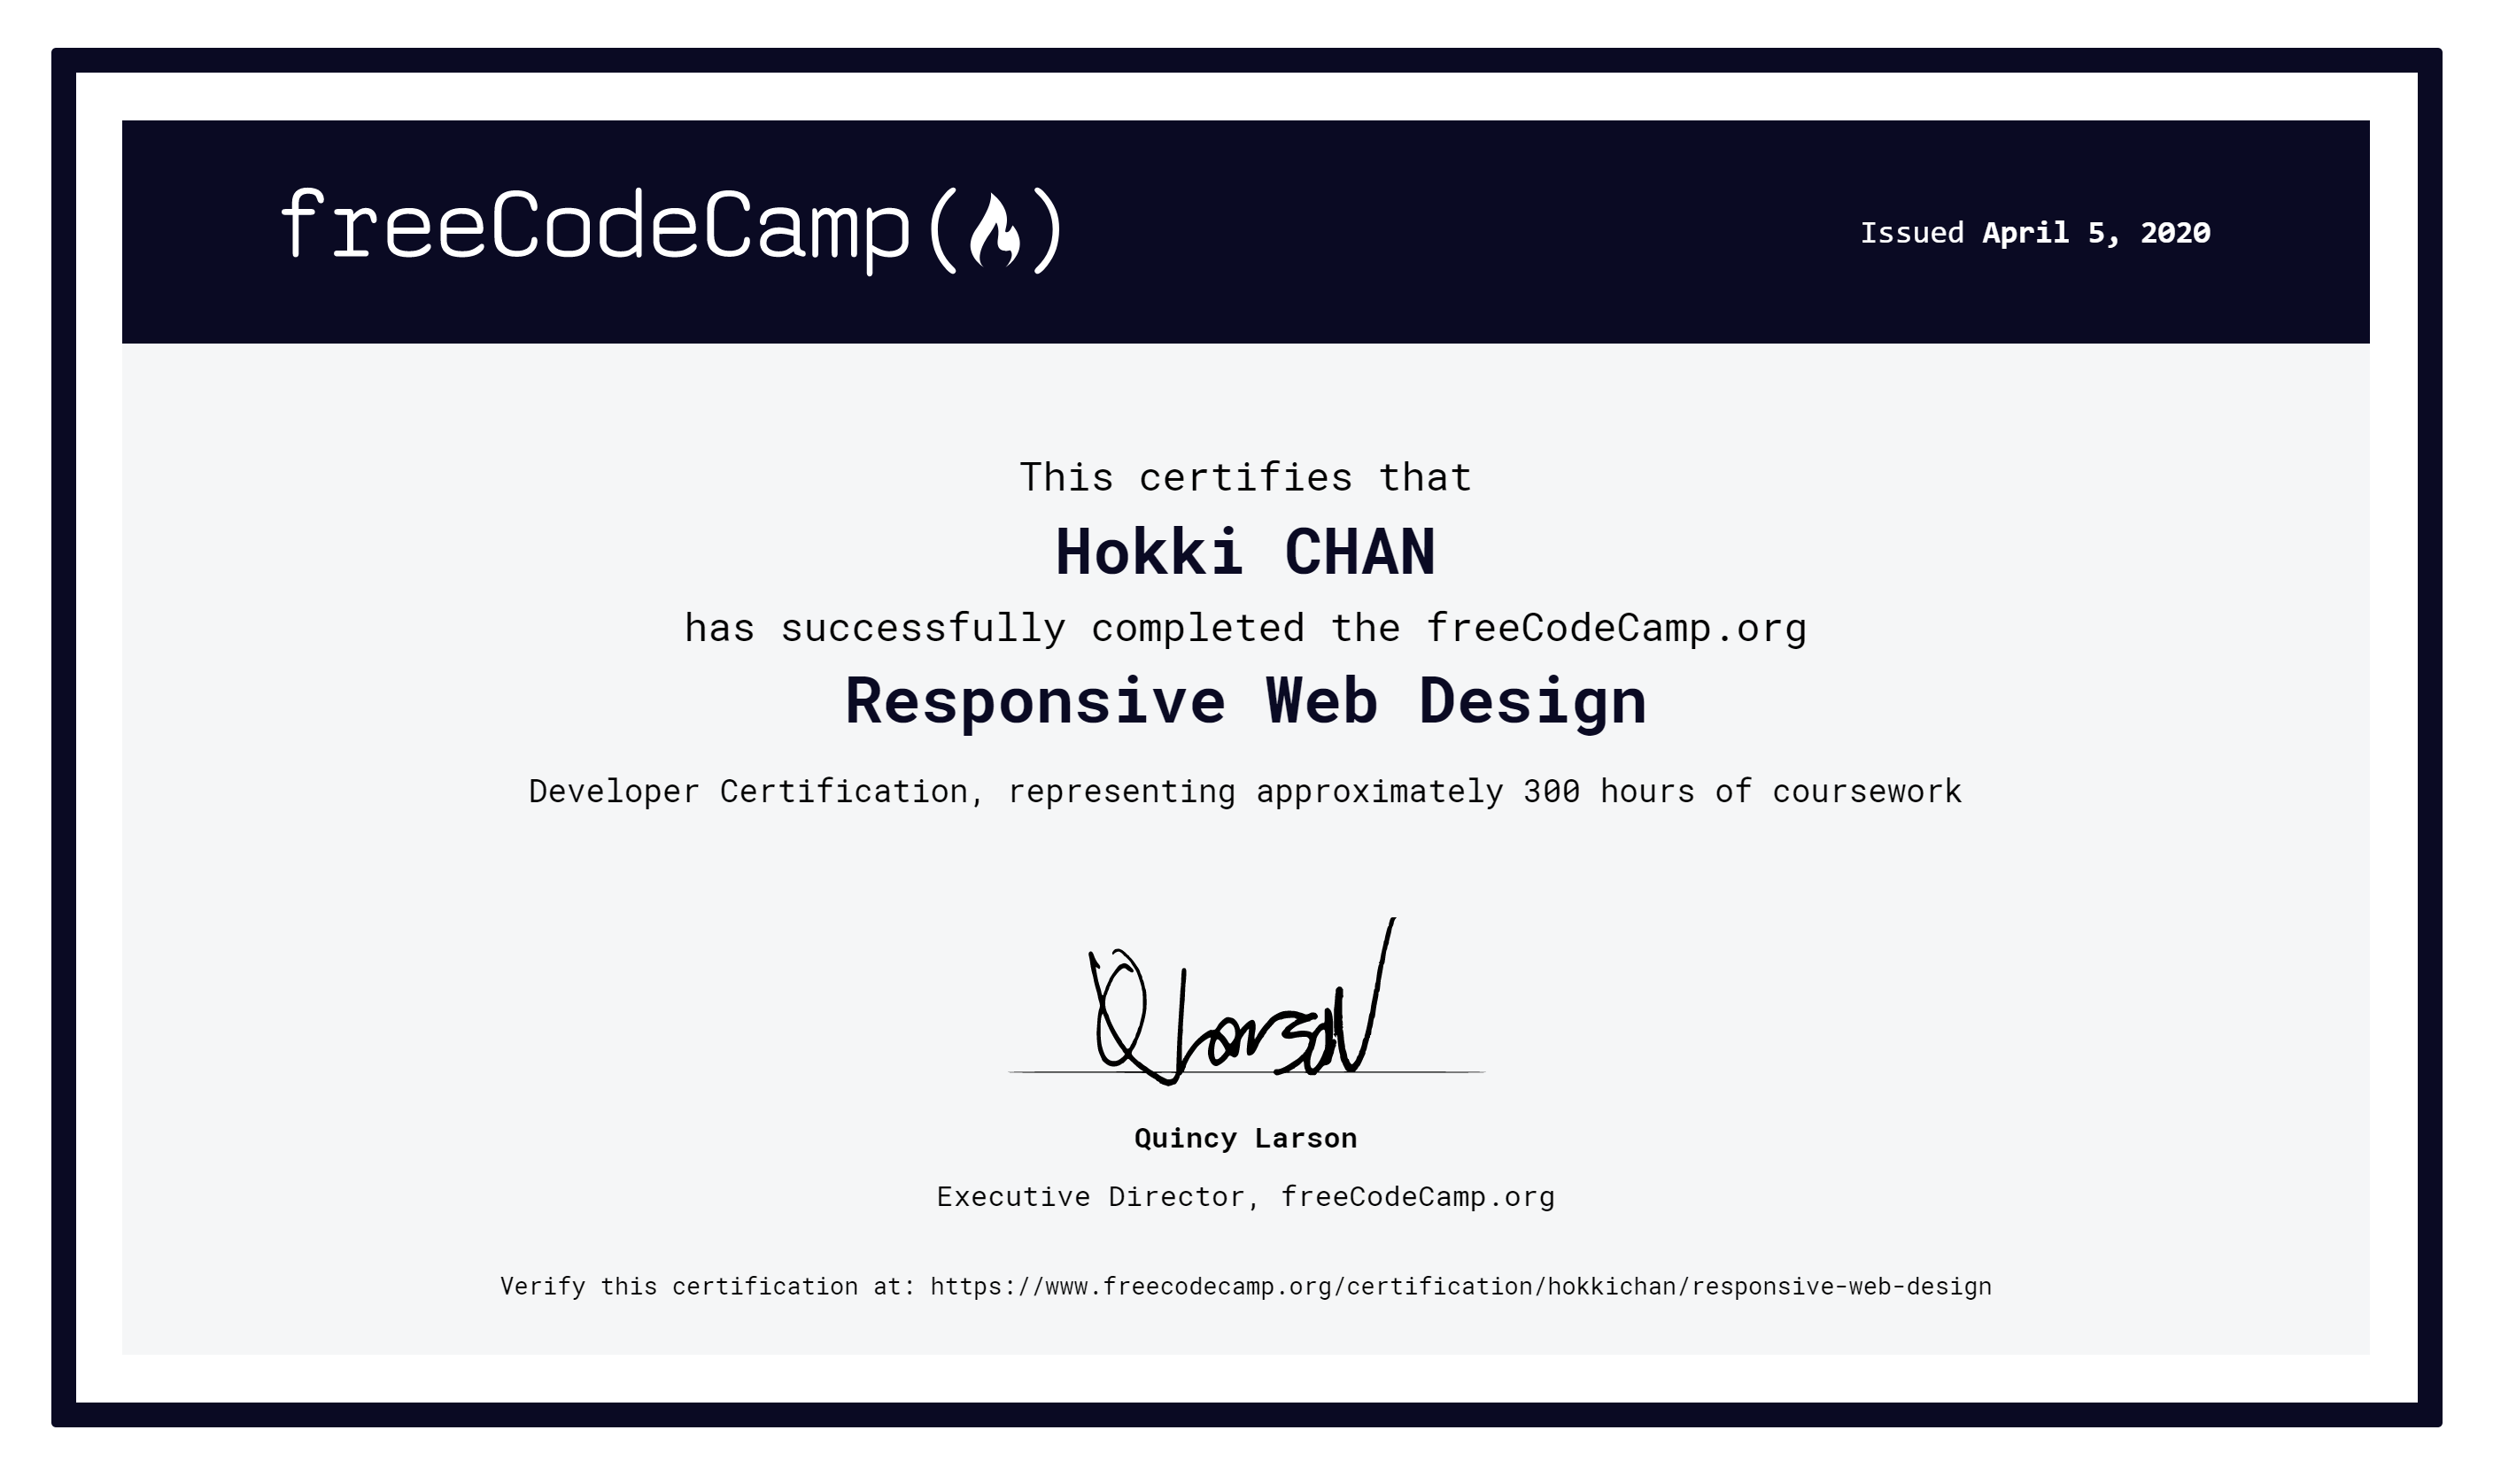 freeCodeCamp(🔥)
Issued April 5, 2020
This certifies that
Hokki CHAN
has successfully completed the freeCodeCamp.org
Responsive Web Design
Developer Certification, representing approximately 300 hours of coursework
Q Larson
Quincy Larson
Executive Director, freeCodeCamp.org
Verify this certification at: https://www.freecodecamp.org/certification/hokkichan/responsive-web-design